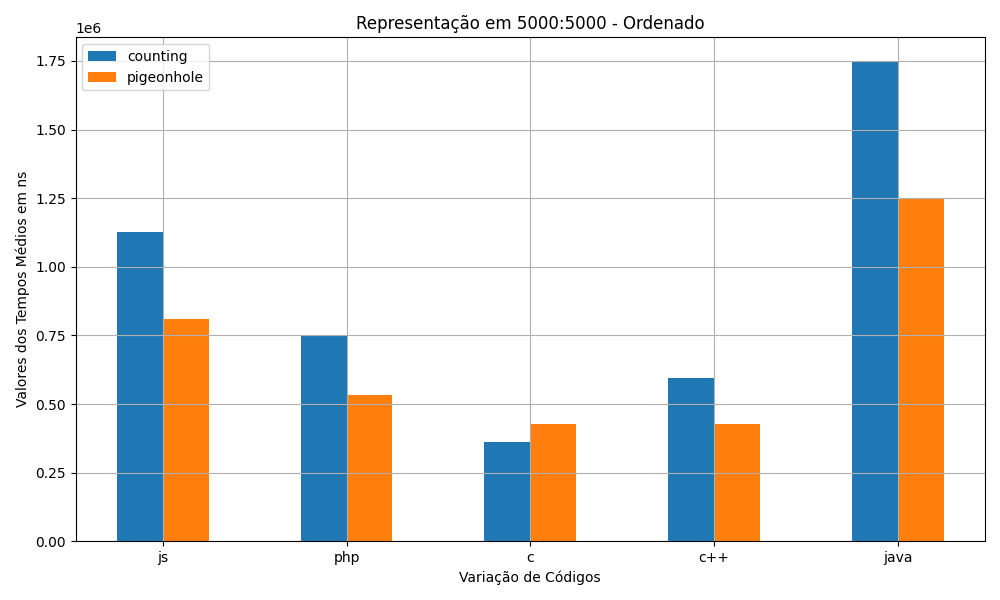 Representação em 5000:5000 - Ordenado
1e6
counting
pigeonhole
1.75
1.50
1.25
1.00
0.75
0.50
0.25
0.00
Valores dos Tempos Médios em ns
js
php
c
c++
java
Variação de Códigos